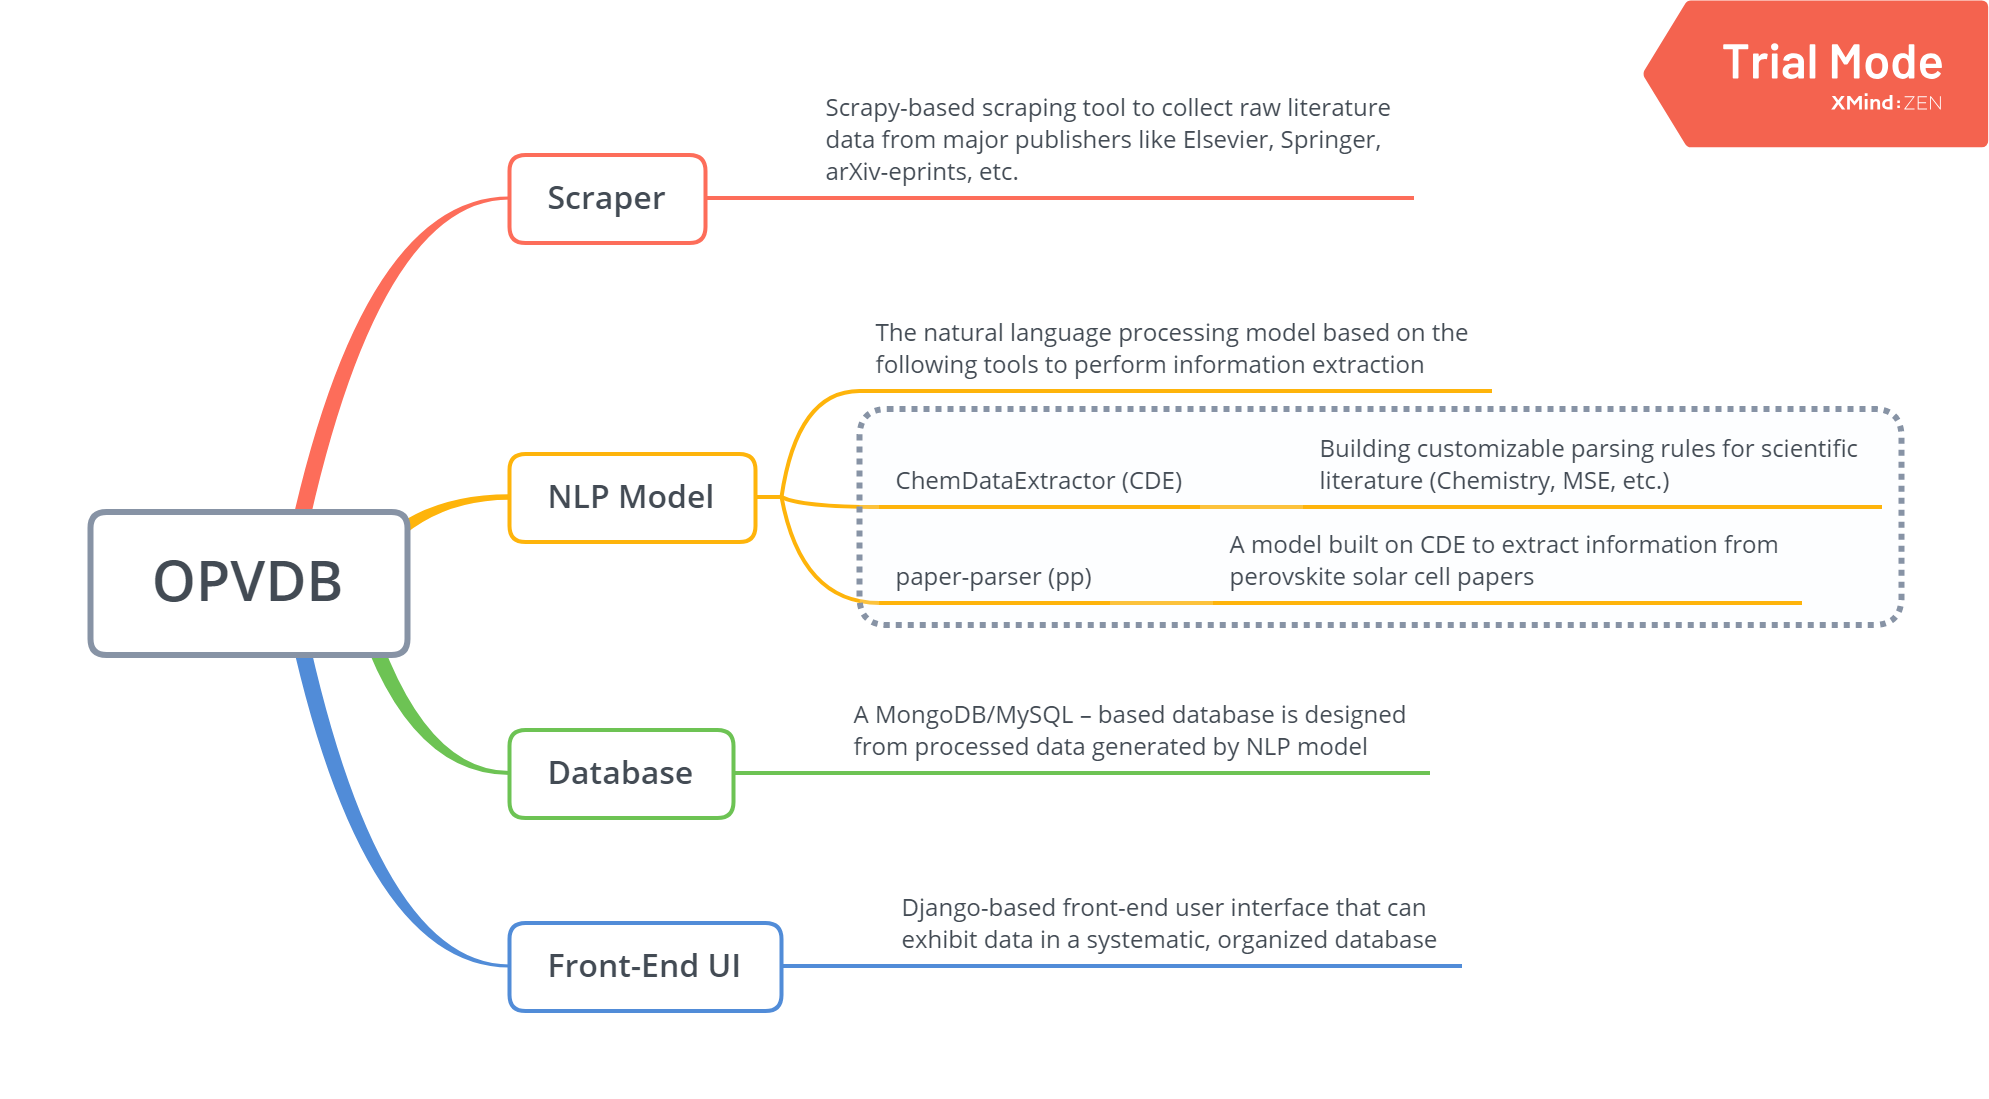 Trial Mode
XMind:ZEN
Scrapy-based scraping tool to collect raw literature
data from major publishers like Elsevier, Springer,
arXiv-eprints, etc.
Scraper
The natural language processing model based on the
following tools to perform information extraction
NLP Model
ChemDataExtractor (CDE)
Building customizable parsing rules for scientific
literature (Chemistry, MSE, etc.)
paper-parser (pp)
A model built on CDE to extract information from
perovskite solar cell papers
OPVDB
A MongoDB/MySQL – based database is designed
from processed data generated by NLP model
Database
Django-based front-end user interface that can
exhibit data in a systematic, organized database
Front-End UI